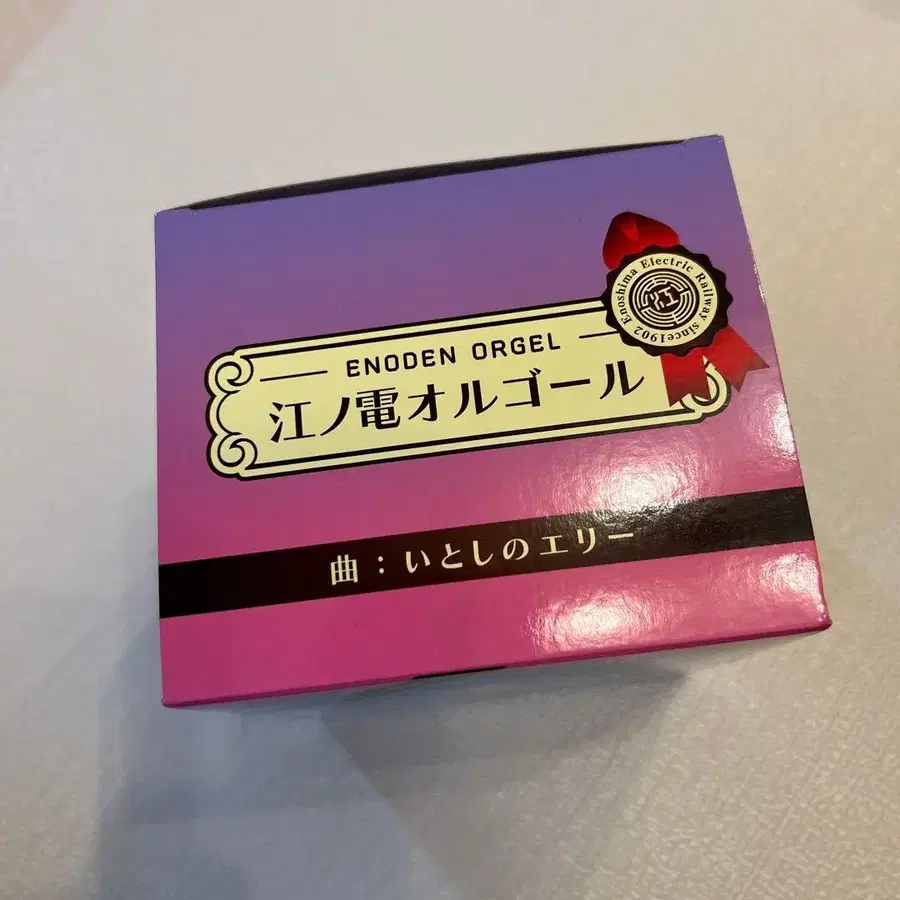 ENODEN ORGEL
江ノ電オルゴール
Enoshima Electric Railway since1902
江
曲：いとしのエリー